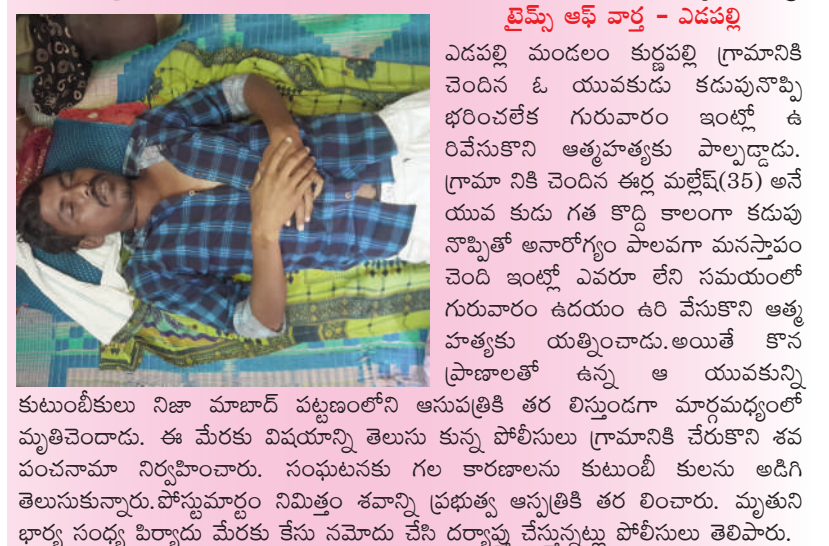 టైమ్స్ ఆఫ్ వార్త - ఎడపల్లి
ఎడపల్లి మండలం కుర్ణపల్లి గ్రామానికి
చెందిన ఓ యువకుడు కడుపునొప్పి
భరించలేక గురువారం ఇంట్లో ఉ
రివేసుకొని ఆత్మహత్యకు పాల్పడ్డాడు.
గ్రామా నికి చెందిన ఈర్ల మల్లేష్(35) అనే
యువ కుడు గత కొద్ది కాలంగా కడుపు
నొప్పితో అనారోగ్యం పాలవగా మనస్తాపం
చెంది ఇంట్లో ఎవరూ లేని సమయంలో
గురువారం ఉదయం ఉరి వేసుకొని ఆత్మ
హత్యకు యత్నించాడు.అయితే కొన
ప్రాణాలతో ఉన్న ఆ యువకున్ని
కుటుంబీకులు నిజా మాబాద్ పట్టణంలోని ఆసుపత్రికి తర లిస్తుండగా మార్గమధ్యంలో
మృతిచెందాడు. ఈ మేరకు విషయాన్ని తెలుసు కున్న పోలీసులు గ్రామానికి చేరుకొని శవ
పంచనామా నిర్వహించారు. సంఘటనకు గల కారణాలను కుటుంబీ కులను అడిగి
తెలుసుకున్నారు.పోస్టుమార్టం నిమిత్తం శవాన్ని ప్రభుత్వ ఆస్పత్రికి తర లించారు. మృతుని
భార్య సంధ్య పిర్యాదు మేరకు కేసు నమోదు చేసి దర్యాప్తు చేస్తున్నట్లు పోలీసులు తెలిపారు.